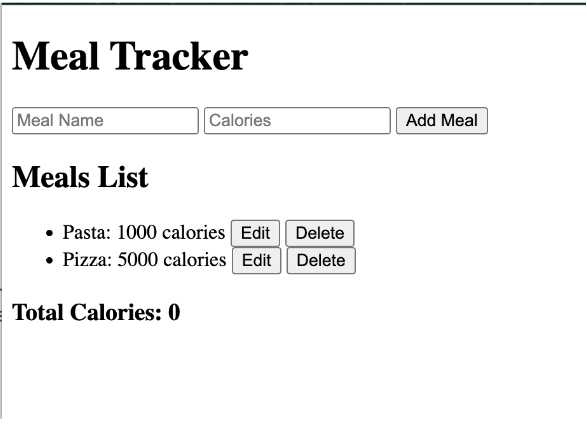 Meal Tracker
Meal Name Calories Add Meal
Meals List
Pasta: 1000 calories Edit Delete
Pizza: 5000 calories Edit Delete
Total Calories: 0